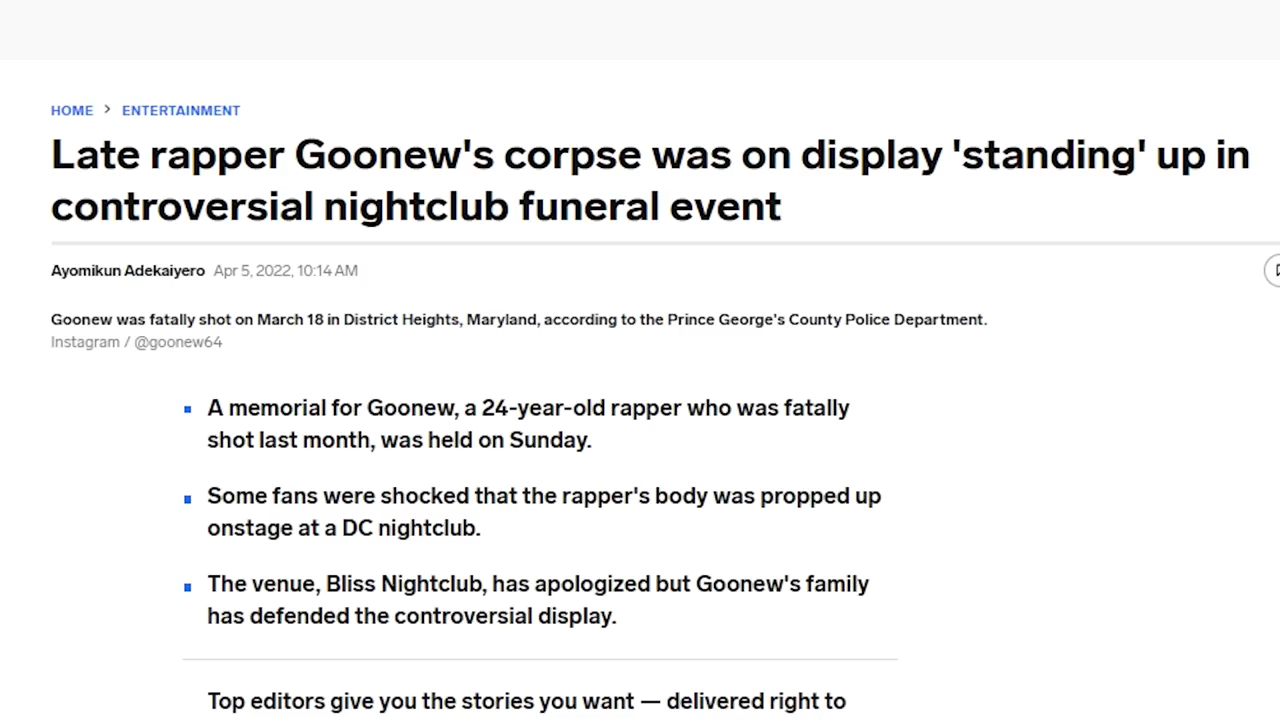 HOME > ENTERTAINMENT
Late rapper Goonew's corpse was on display 'standing' up in
controversial nightclub funeral event
Ayomikun Adekaiyero Apr 5, 2022, 10:14 AM
Goonew was fatally shot on March 18 in District Heights, Maryland, according to the Prince George's County Police Department.
Instagram / @goonew64
A memorial for Goonew, a 24-year-old rapper who was fatally
shot last month, was held on Sunday.
Some fans were shocked that the rapper's body was propped up
onstage at a DC nightclub.
The venue, Bliss Nightclub, has apologized but Goonew's family
has defended the controversial display.
Top editors give you the stories you want — delivered right to